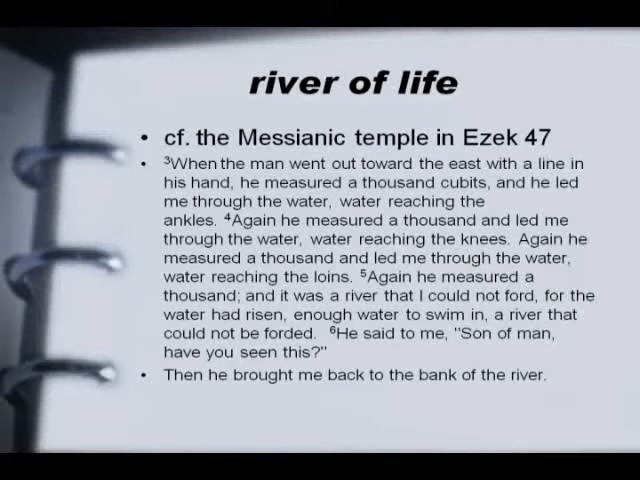 river of life
• cf. the Messianic temple in Ezek 47
• ³When the man went out toward the east with a line in
his hand, he measured a thousand cubits, and he led
me through the water, water reaching the
ankles. ⁴Again he measured a thousand and led me
through the water, water reaching the knees. Again he
measured a thousand and led me through the water,
water reaching the loins. ⁵Again he measured a
thousand; and it was a river that I could not ford, for the
water had risen, enough water to swim in, a river that
could not be forded. ⁶He said to me, "Son of man,
have you seen this?"
• Then he brought me back to the bank of the river.